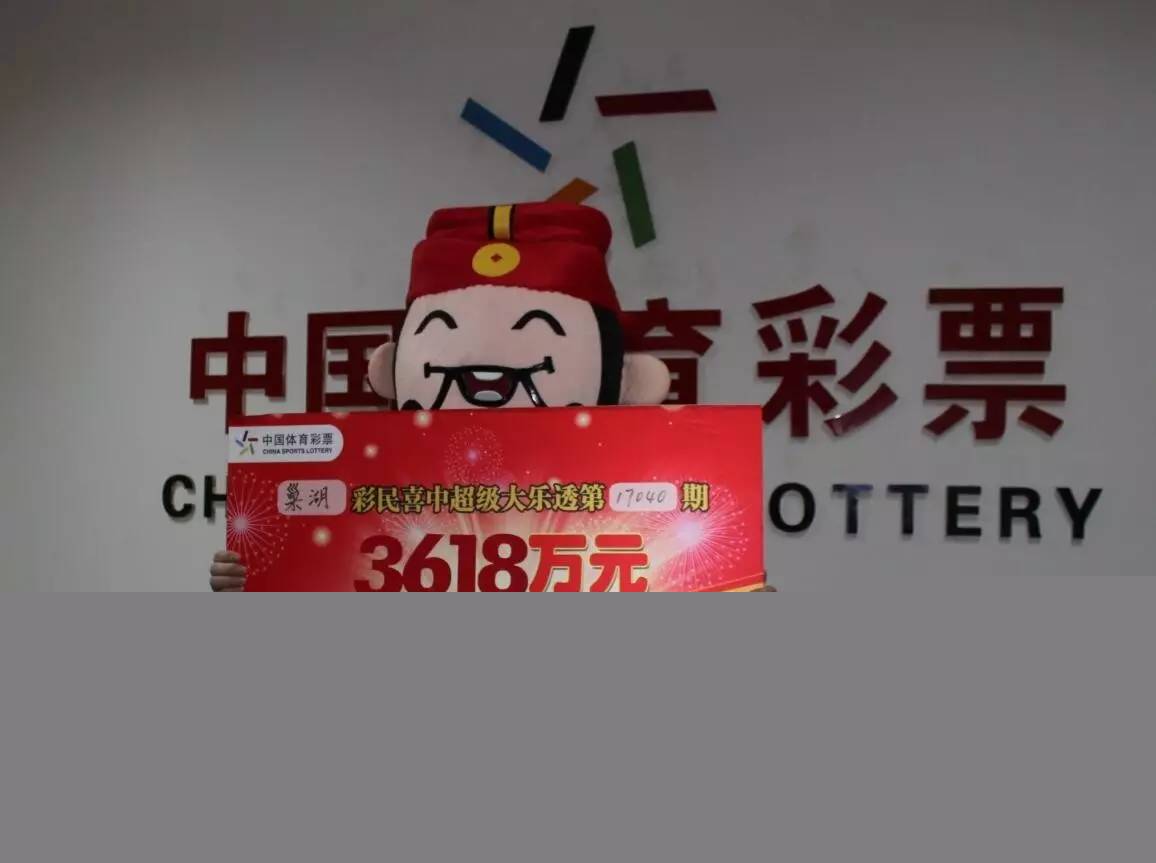 中国 育彩票
CH OTTERY
中国体育彩票
CHINA SPORTS LOTTERY
巢湖 彩民喜中超级大乐透第 17040 期
3618万元